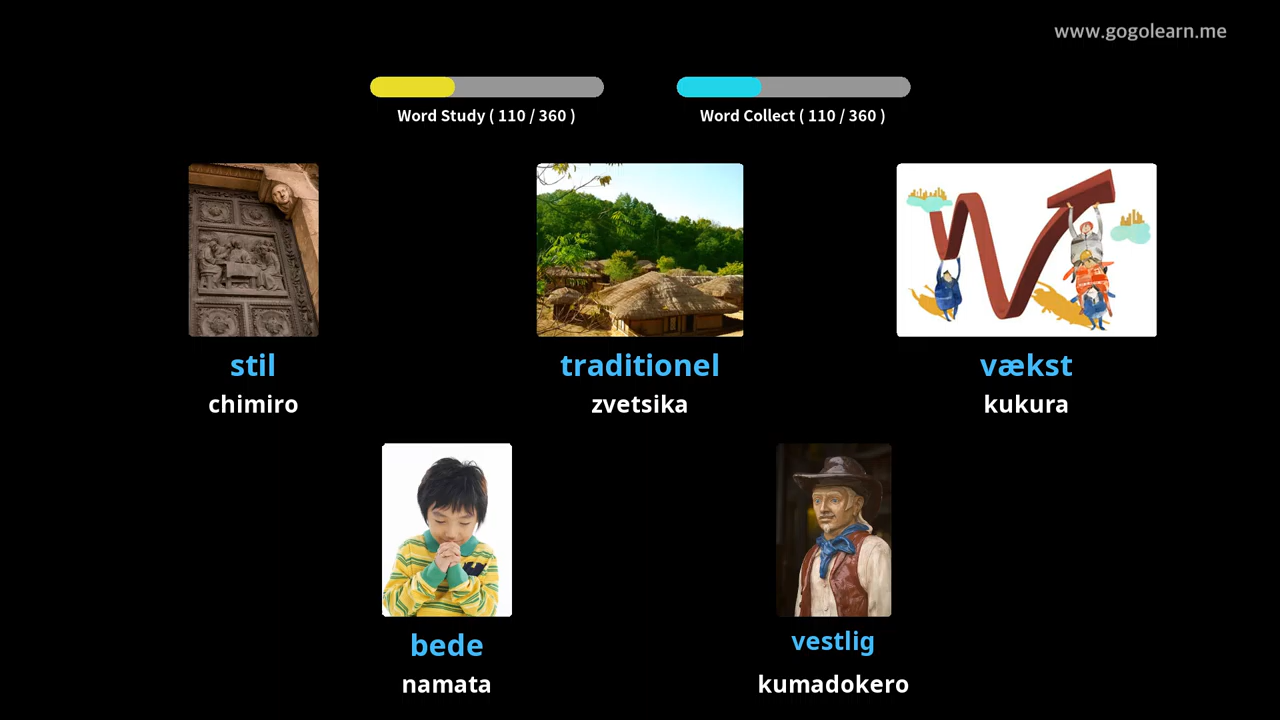 www.gogolearn.me
Word Study ( 110 / 360 )
Word Collect ( 110 / 360 )
stil
chimiro
traditionel
zvetsika
vækst
kukura
bede
namata
vestlig
kumadokero